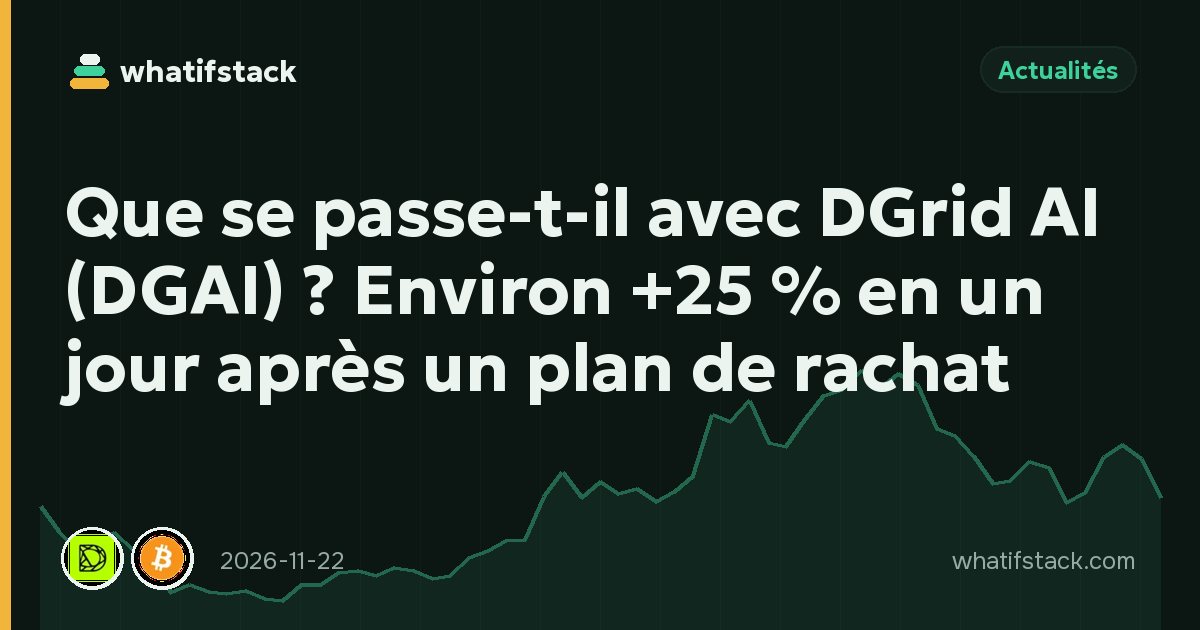 whatifstack
Actualités
Que se passe-t-il avec DGrid AI
(DGAI) ? Environ +25 % en un
jour après un plan de rachat
2026-11-22
whatifstack.com